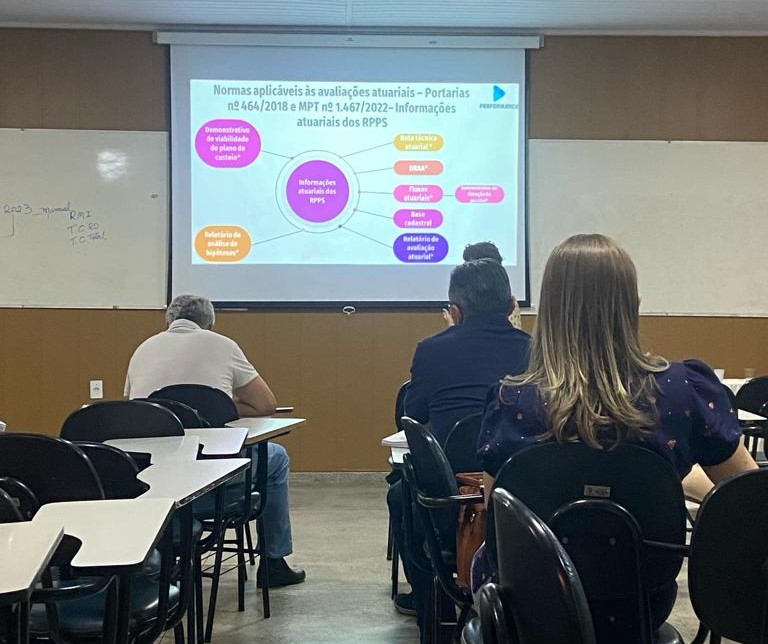 Normas aplicáveis às avaliações atuariais – Portarias
nº 464/2018 e MPT nº 1.467/2022– Informações
atuariais dos RPPS
PERFORMANCE
Demonstrativo
de viabilidade
do plano de
custeio*
Informações
atuariais dos
RPPS
Nota técnica
atuarial *
DRAA*
Fluxos
atuariais*
Base
cadastral
Relatório de
análise de
hipóteses*
Relatório de
avaliação
atuarial*
2023
T.C
T.C Total